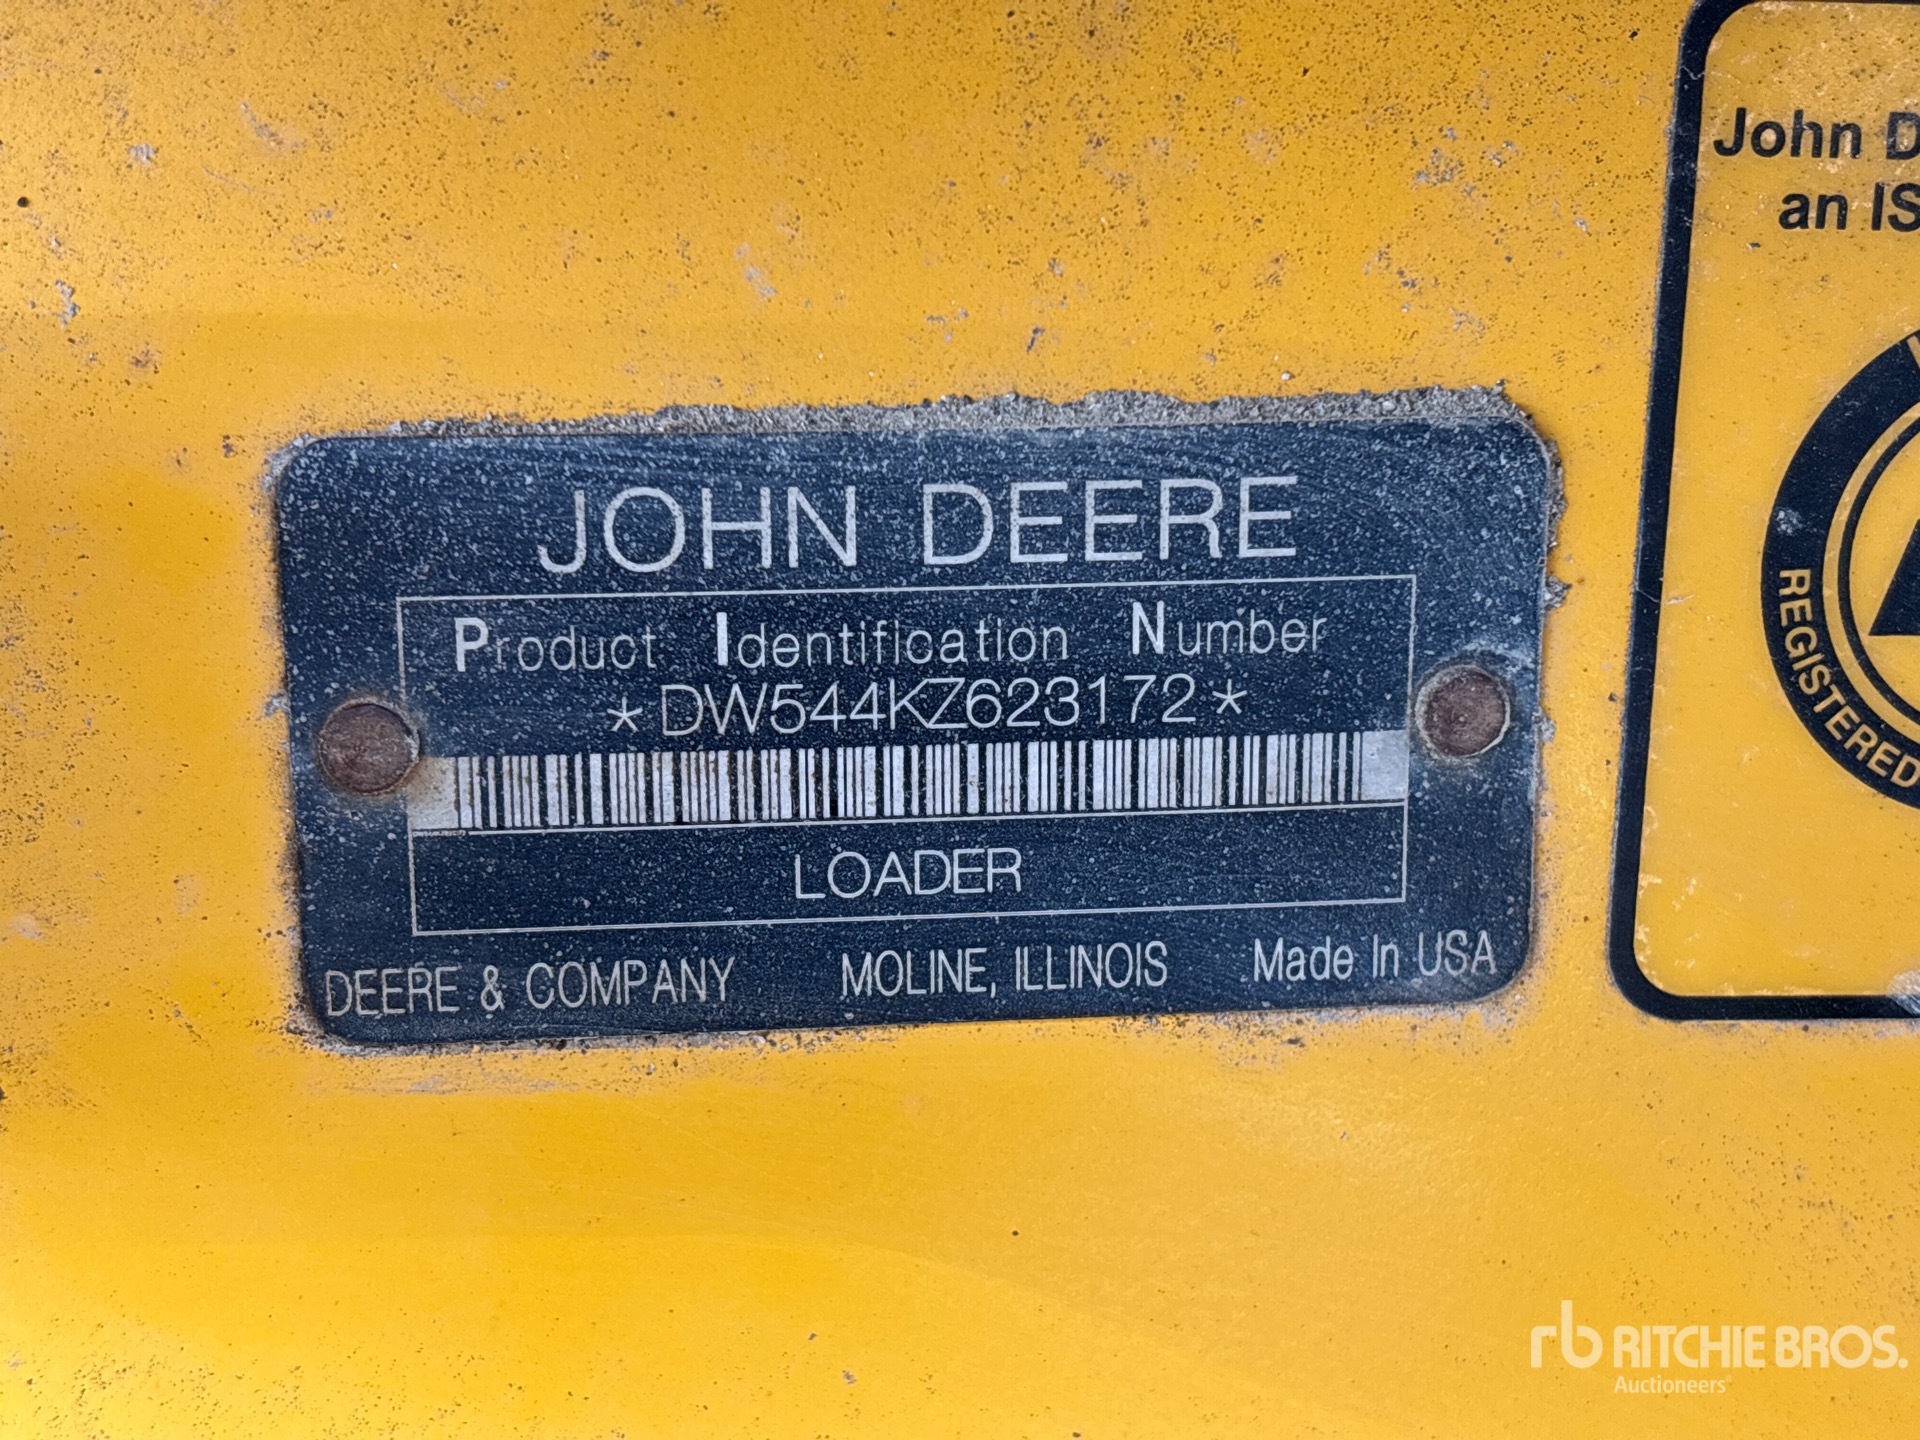 JOHN DEERE
Product Identification Number
*DW544KZ623172*
LOADER
DEERE & COMPANY MOLINE, ILLINOIS Made In USA
John D
an IS
REGISTERED
rb RITCHIE BROS.
Auctioneers